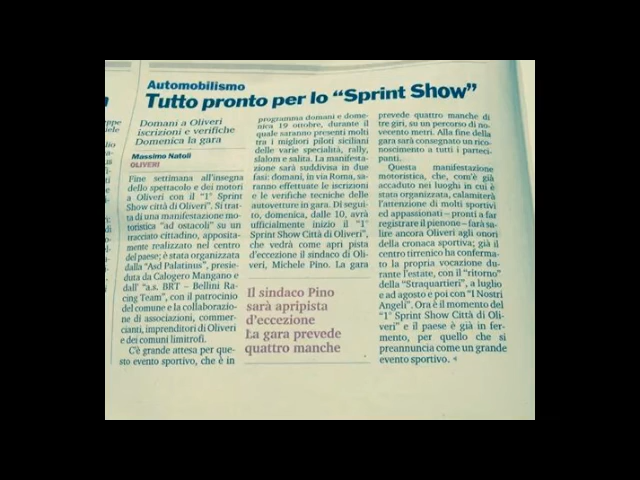 Automobilismo
Tutto pronto per lo “Sprint Show”
Domani a Oliveri
iscrizioni e verifiche
Domenica la gara
Massimo Natoli
OLIVERI
Fine settimana all'insegna
dello spettacolo e dei motori
a Oliveri con il “1° Sprint
Show città di Oliveri”. Si trat-
ta di una manifestazione mo-
toristica “ad ostacoli” su un
tracciato cittadino, apposita-
mente realizzato nel centro
del paese; è stata organizzata
dalla “Asd Palatinus”, presie-
duta da Calogero Mangano e
dall' “a.s. BRT – Bellini Ra-
cing Team”, con il patrocinio
del comune e la collaborazio-
ne di associazioni, commer-
cianti, imprenditori di Oliveri
e dei comuni limitrofi.
C'è grande attesa per que-
sto evento sportivo, che è in
programma domani e dome-
nica 19 ottobre, durante il
quale saranno presenti molti
tra i migliori piloti siciliani
delle varie specialità, rally,
slalom e salita. La manifesta-
zione sarà suddivisa in due
fasi: domani, in via Roma, sa-
ranno effettuate le iscrizioni
e le verifiche tecniche delle
autovetture in gara. Di segui-
to, domenica, dalle 10, avrà
ufficialmente inizio il “1°
Sprint Show Città di Oliveri”,
che vedrà come apri pista
d'eccezione il sindaco di Oli-
veri, Michele Pino. La gara
Il sindaco Pino
sarà apripista
d'eccezione
La gara prevede
quattro manche
prevede quattro manche di
tre giri, su un percorso di no-
vecento metri. Alla fine della
gara sarà consegnato un rico-
noscimento a tutti i parteci-
panti.
Questa manifestazione
motoristica, che, com'è già
accaduto nei luoghi in cui è
stata organizzata, calamiterà
l'attenzione di molti sportivi
ed appassionati – pronti a far
registrare il pienone – farà sa-
lire ancora Oliveri agli onori
della cronaca sportiva; già il
centro tirrenico ha conferma-
to la propria vocazione du-
rante l'estate, con il “ritorno”
della “Straquartieri”, a luglio
e ad agosto e poi con “I Nostri
Angeli”. Ora è il momento del
“1° Sprint Show Città di Oli-
veri” e il paese è già in fer-
mento, per quello che si
preannuncia come un grande
evento sportivo.